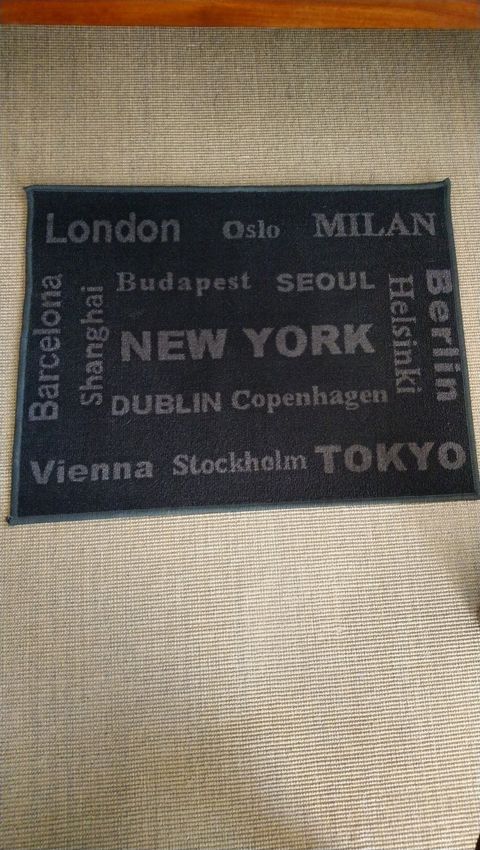 London Oslo MILAN
Budapest SEOUL
Barcelona
Shanghai
NEW YORK
Helsinki
Berlin
DUBLIN Copenhagen
Vienna Stockholm TOKYO